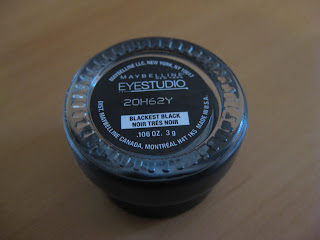 MAYBELLINE LLC, NEW YORK, NY 10017
MAYBELLINE
EYESTUDIO
20H62Y
BLACKEST BLACK
NOIR TRÈS NOIR
.106 OZ. 3 g
DIST. MAYBELLINE CANADA, MONTREAL H4T 1K5 MADE IN U.S.A.